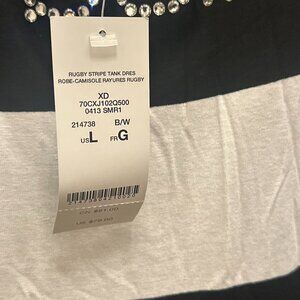 RUGBY STRIPE TANK DRES
ROBE-CAMISOLE RAYURES RUGBY
XD
70CXJ102Q500
0413 SMR1
214738 B/W
US L FR G